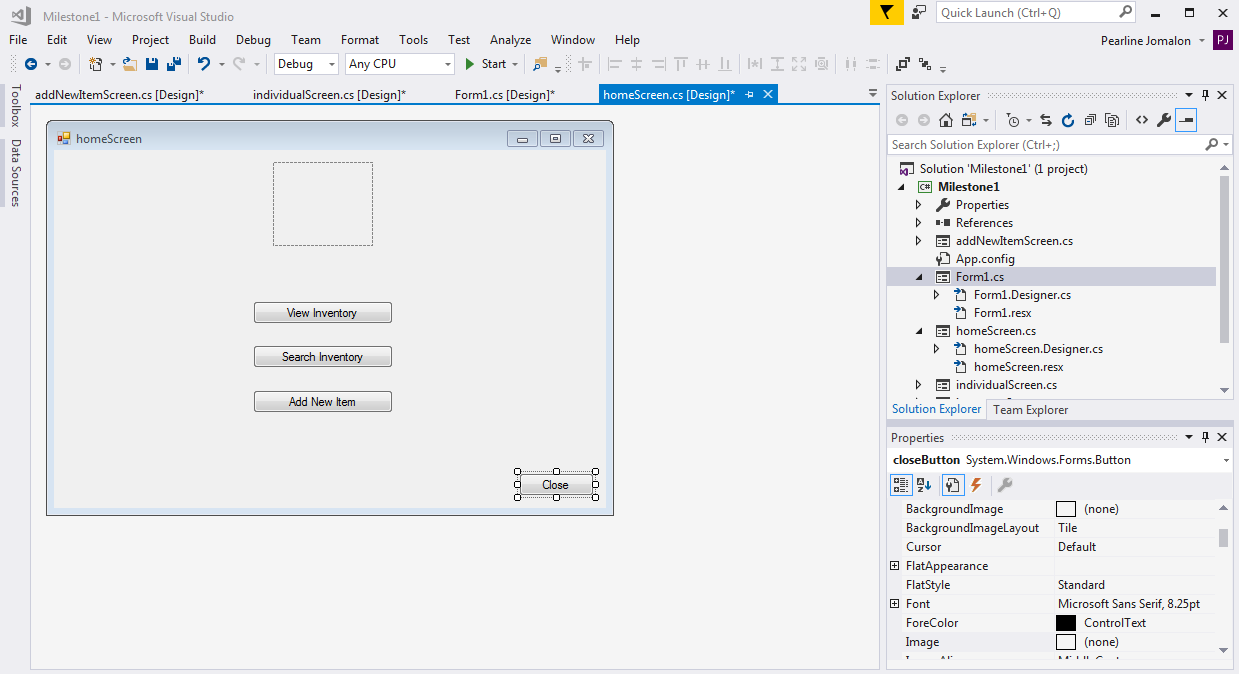 Milestone1 - Microsoft Visual Studio
Quick Launch (Ctrl+Q)
File Edit View Project Build Debug Team Format Tools Test Analyze Window Help
Pearline Jomalon PJ
Debug Any CPU Start
Toolbox
Data Sources
addNewItemScreen.cs [Design]* individualScreen.cs [Design]* Form1.cs [Design]* homeScreen.cs [Design]*
homeScreen
View Inventory
Search Inventory
Add New Item
Close
Solution Explorer
Search Solution Explorer (Ctrl+;)
Solution 'Milestone1' (1 project)
C# Milestone1
Properties
References
addNewItemScreen.cs
App.config
Form1.cs
Form1.Designer.cs
Form1.resx
homeScreen.cs
homeScreen.Designer.cs
homeScreen.resx
individualScreen.cs
Solution Explorer Team Explorer
Properties
closeButton System.Windows.Forms.Button
BackgroundImage (none)
BackgroundImageLayout Tile
Cursor Default
FlatAppearance
FlatStyle Standard
Font Microsoft Sans Serif, 8.25pt
ForeColor ControlText
Image (none)